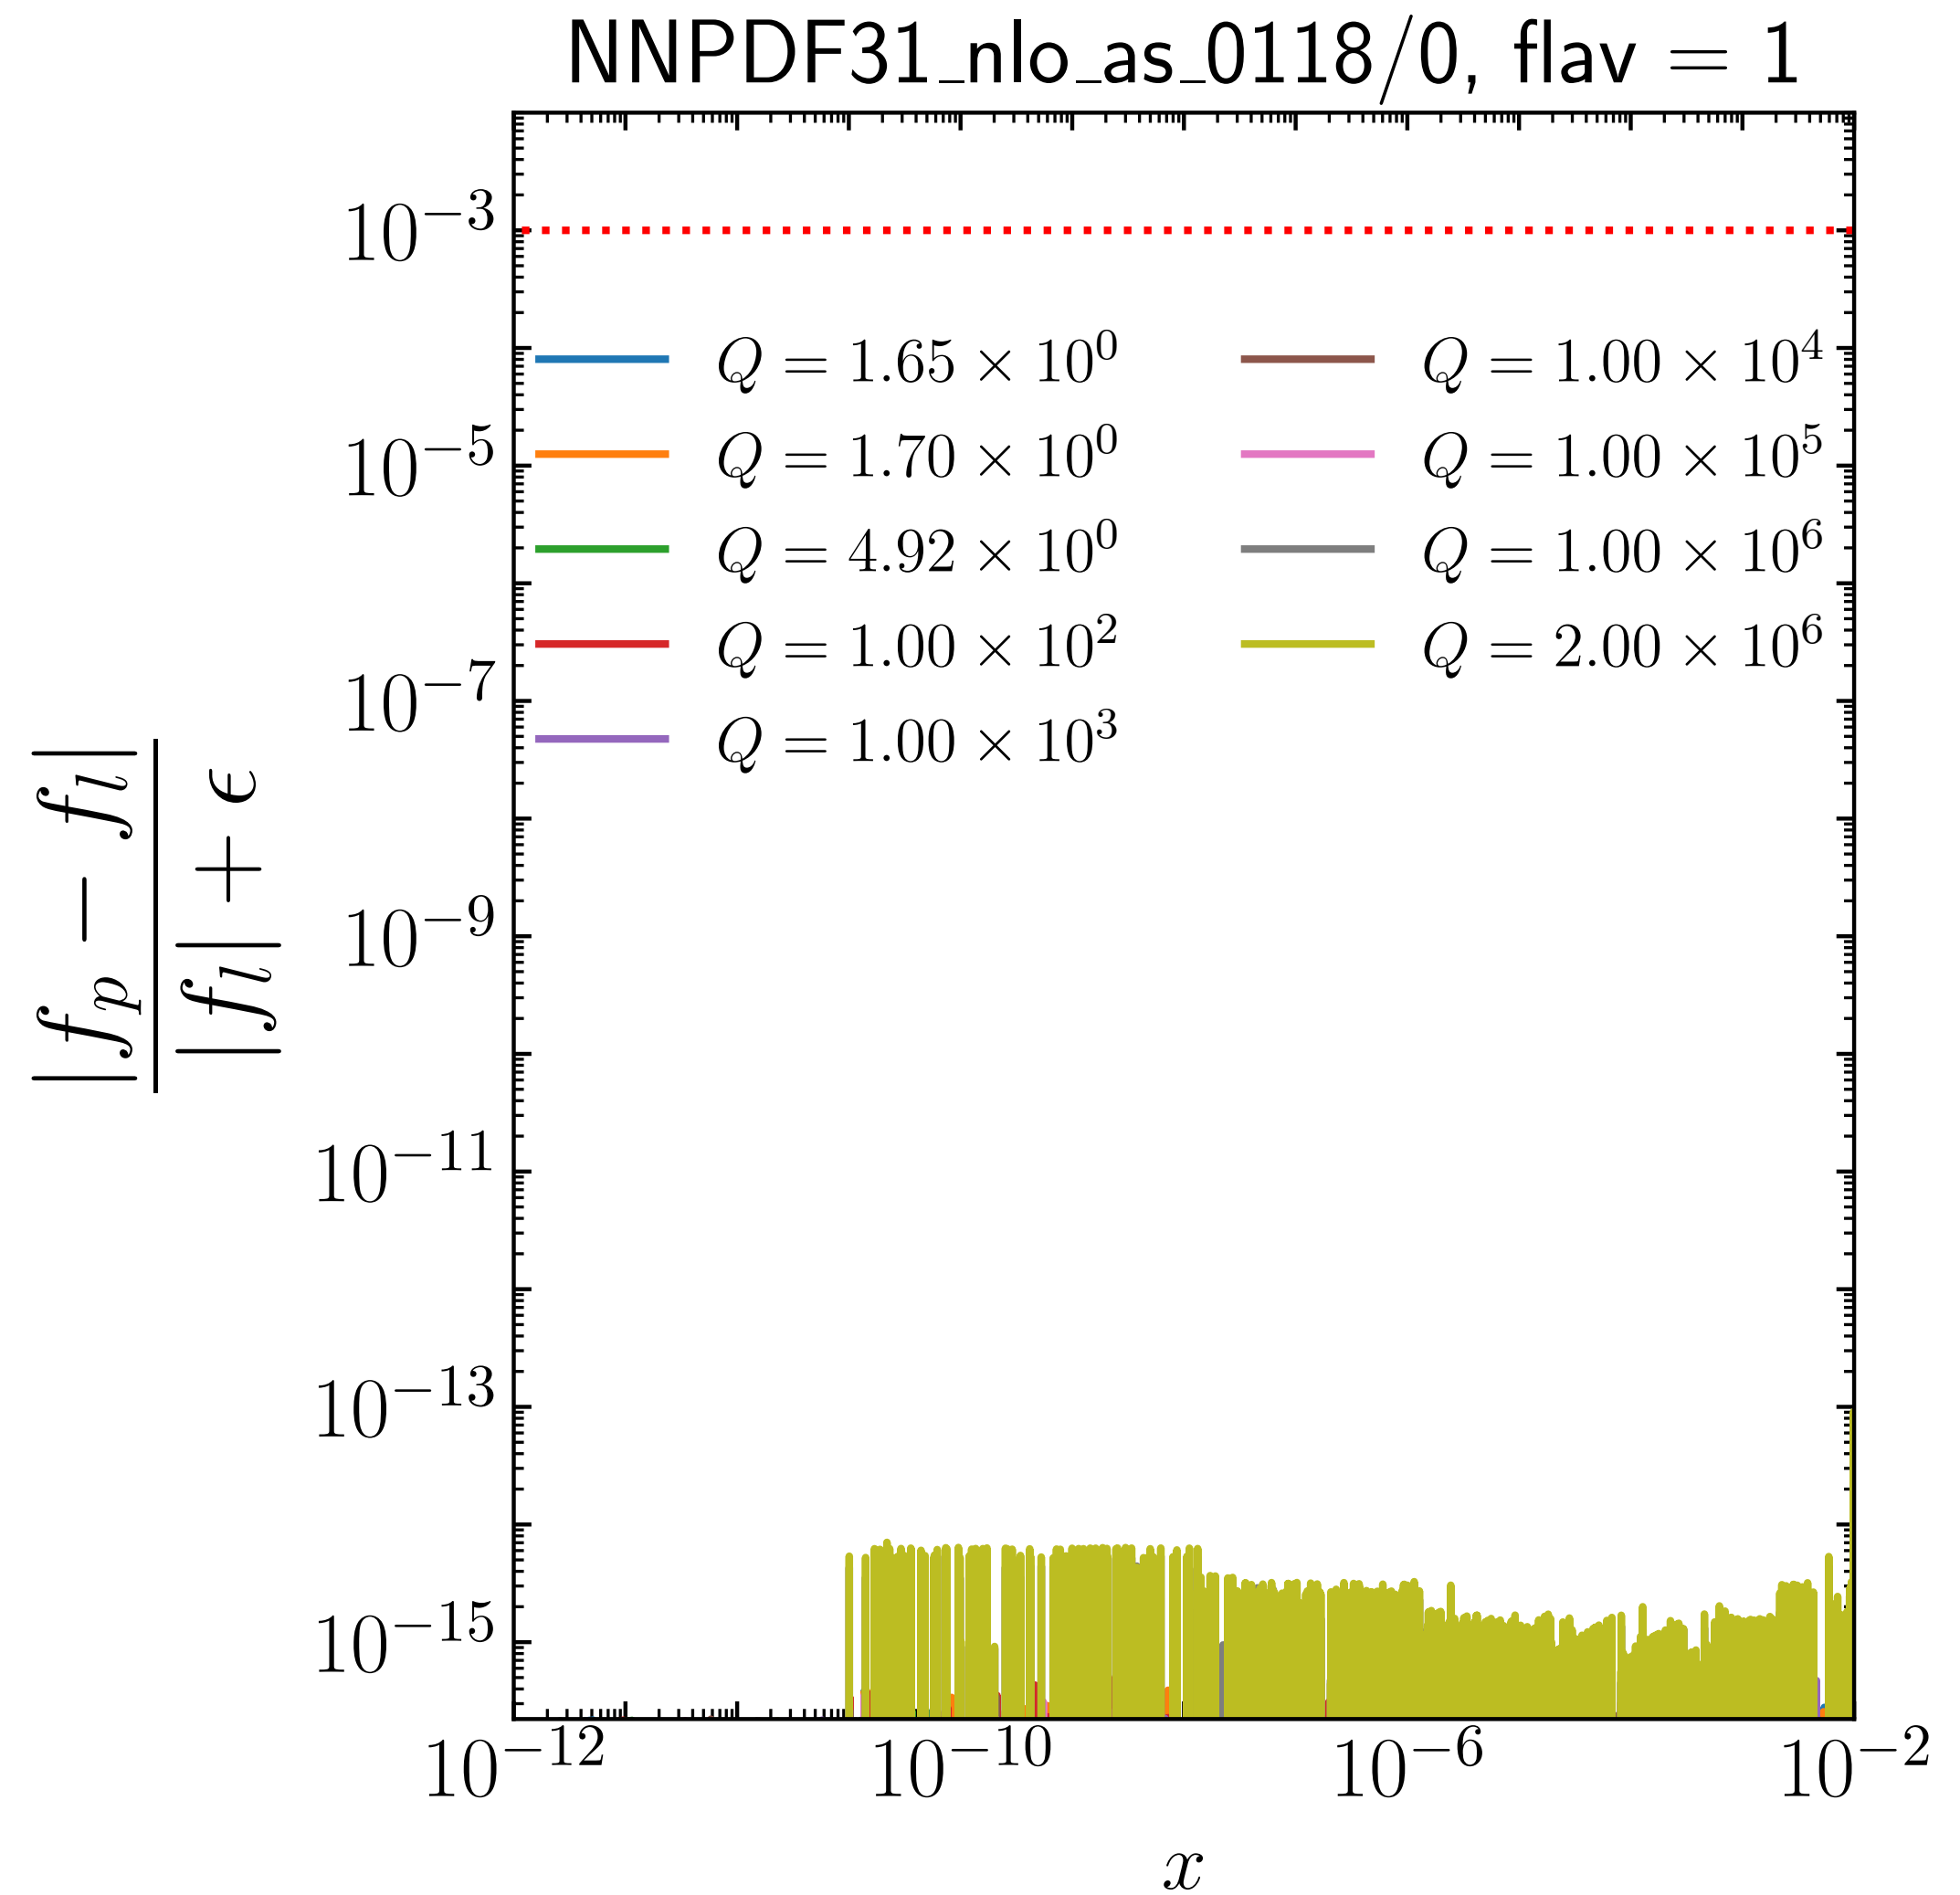 NNPDF31_nlo_as_0118/0, flav = 1
|f_p − f_l|
|f_l| + ϵ
10^−3
10^−5
10^−7
10^−9
10^−11
10^−13
10^−15
Q = 1.65 × 10^0
Q = 1.70 × 10^0
Q = 4.92 × 10^0
Q = 1.00 × 10^2
Q = 1.00 × 10^3
Q = 1.00 × 10^4
Q = 1.00 × 10^5
Q = 1.00 × 10^6
Q = 2.00 × 10^6
10^−12 10^−10 10^−6 10^−2
x